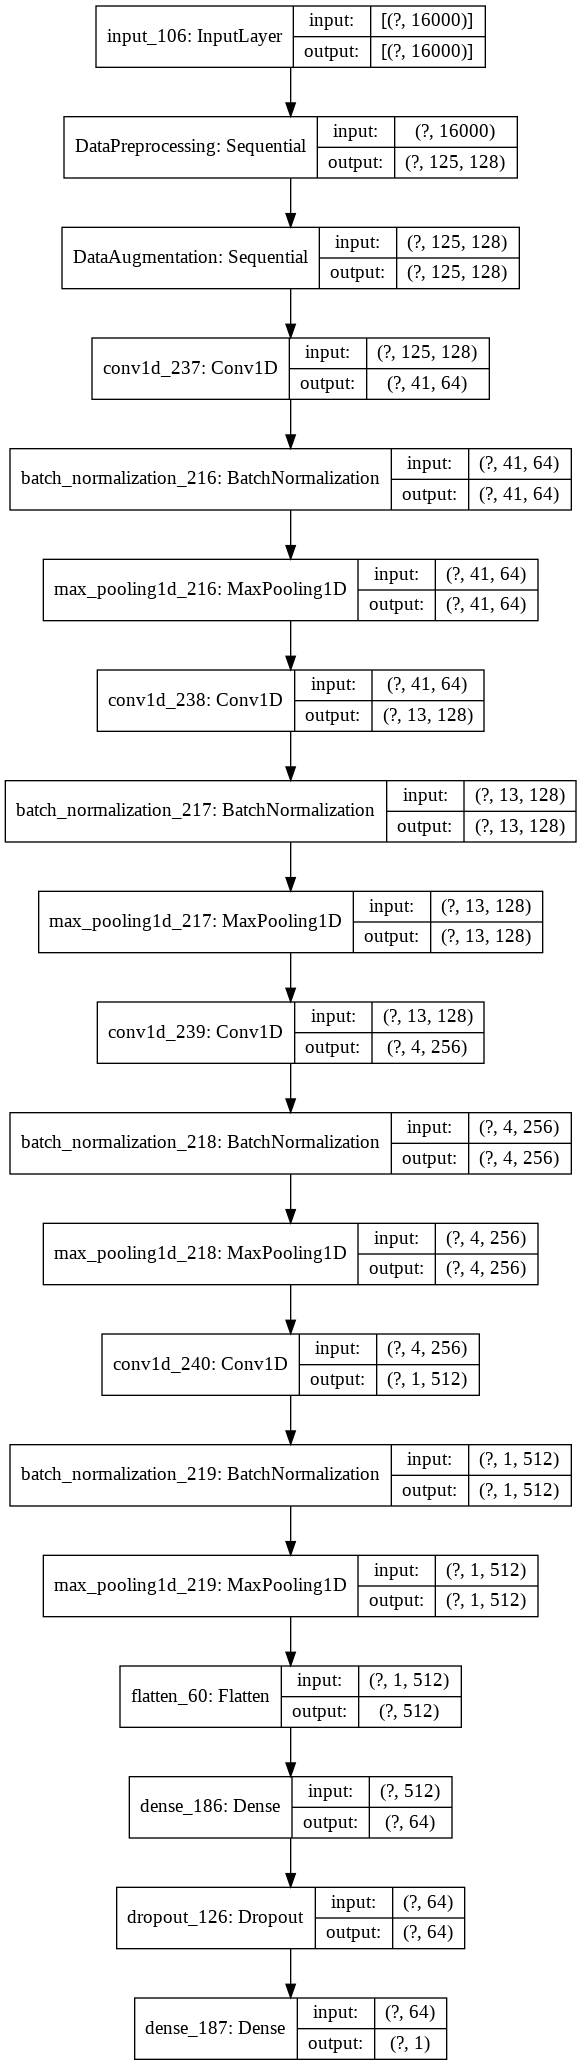 input_106: InputLayer
input: [(?, 16000)]
output: [(?, 16000)]
DataPreprocessing: Sequential
input: (?, 16000)
output: (?, 125, 128)
DataAugmentation: Sequential
input: (?, 125, 128)
output: (?, 125, 128)
conv1d_237: Conv1D
input: (?, 125, 128)
output: (?, 41, 64)
batch_normalization_216: BatchNormalization
input: (?, 41, 64)
output: (?, 41, 64)
max_pooling1d_216: MaxPooling1D
input: (?, 41, 64)
output: (?, 41, 64)
conv1d_238: Conv1D
input: (?, 41, 64)
output: (?, 13, 128)
batch_normalization_217: BatchNormalization
input: (?, 13, 128)
output: (?, 13, 128)
max_pooling1d_217: MaxPooling1D
input: (?, 13, 128)
output: (?, 13, 128)
conv1d_239: Conv1D
input: (?, 13, 128)
output: (?, 4, 256)
batch_normalization_218: BatchNormalization
input: (?, 4, 256)
output: (?, 4, 256)
max_pooling1d_218: MaxPooling1D
input: (?, 4, 256)
output: (?, 4, 256)
conv1d_240: Conv1D
input: (?, 4, 256)
output: (?, 1, 512)
batch_normalization_219: BatchNormalization
input: (?, 1, 512)
output: (?, 1, 512)
max_pooling1d_219: MaxPooling1D
input: (?, 1, 512)
output: (?, 1, 512)
flatten_60: Flatten
input: (?, 1, 512)
output: (?, 512)
dense_186: Dense
input: (?, 512)
output: (?, 64)
dropout_126: Dropout
input: (?, 64)
output: (?, 64)
dense_187: Dense
input: (?, 64)
output: (?, 1)